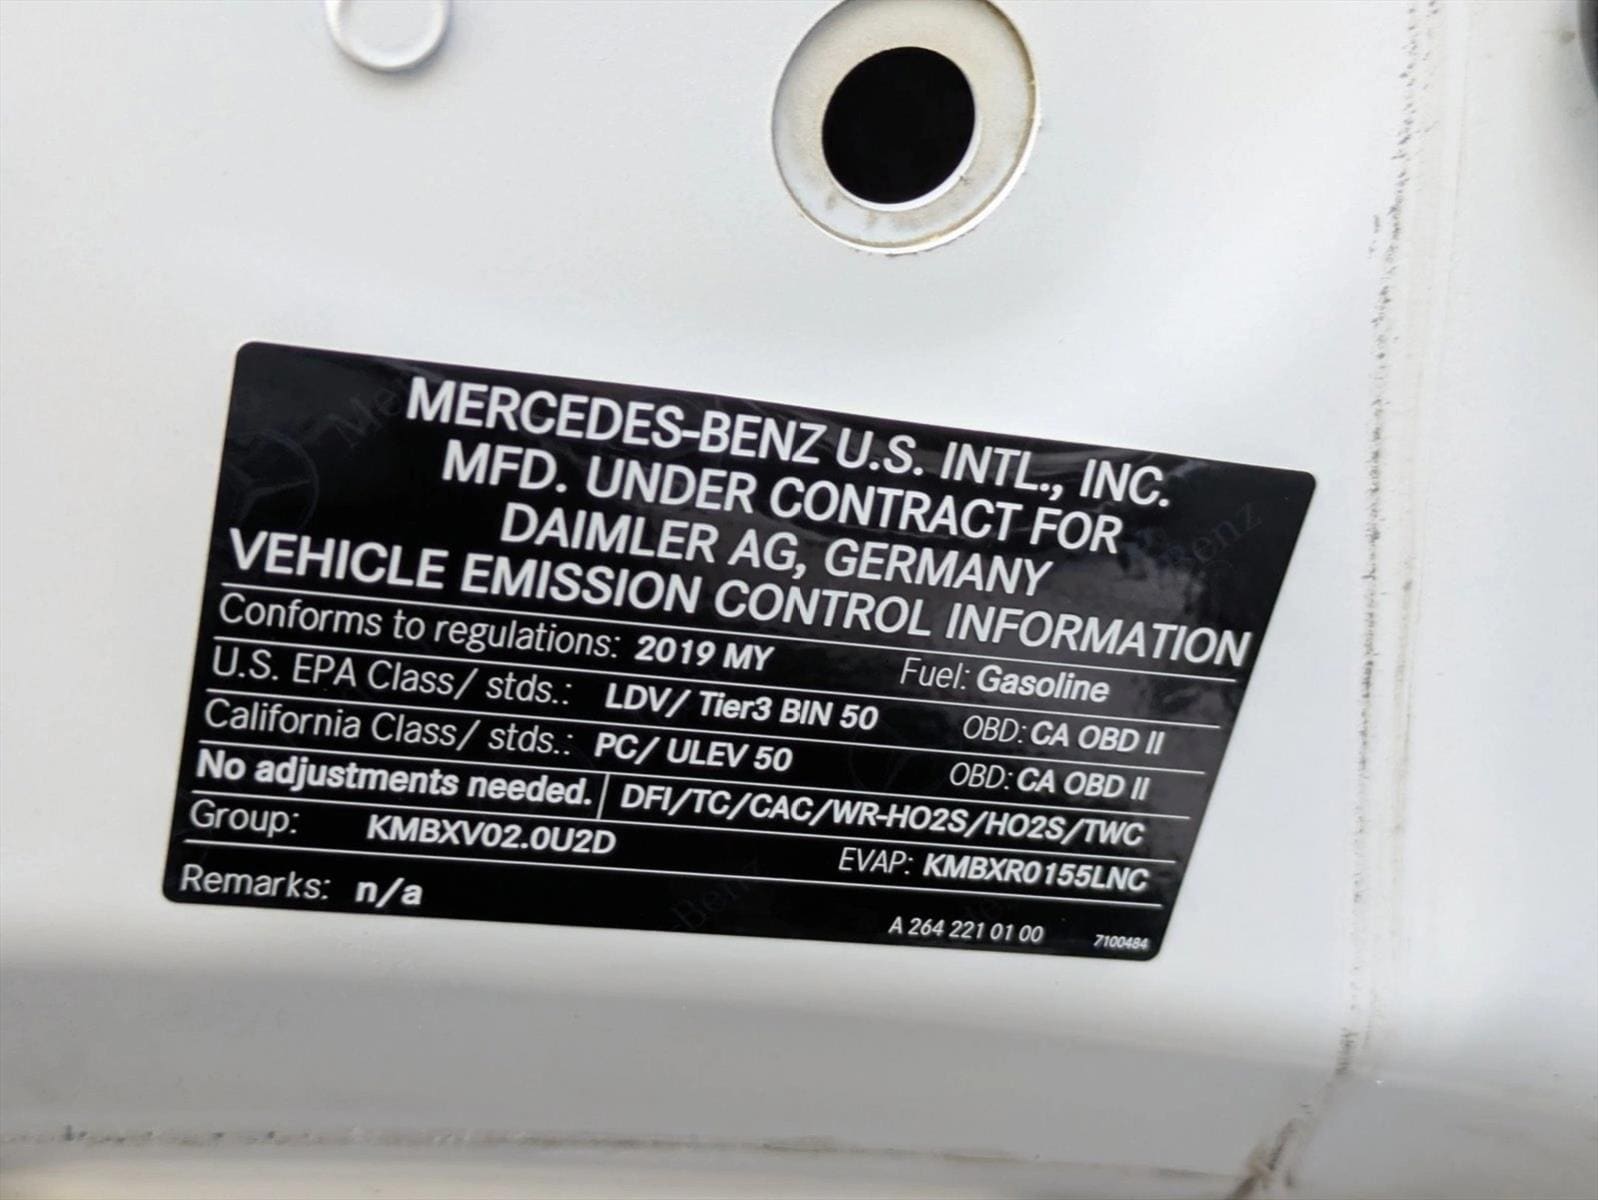 MERCEDES-BENZ U.S. INTL., INC.
MFD. UNDER CONTRACT FOR
DAIMLER AG, GERMANY
VEHICLE EMISSION CONTROL INFORMATION
Conforms to regulations: 2019 MY Fuel: Gasoline
U.S. EPA Class/ stds.: LDV/ Tier3 BIN 50 OBD: CA OBD II
California Class/ stds.: PC/ ULEV 50 OBD: CA OBD II
No adjustments needed. DFI/TC/CAC/WR-HO2S/HO2S/TWC
Group: KMBXV02.0U2D EVAP: KMBXR0155LNC
Remarks: n/a
A 264 221 01 00 7100484